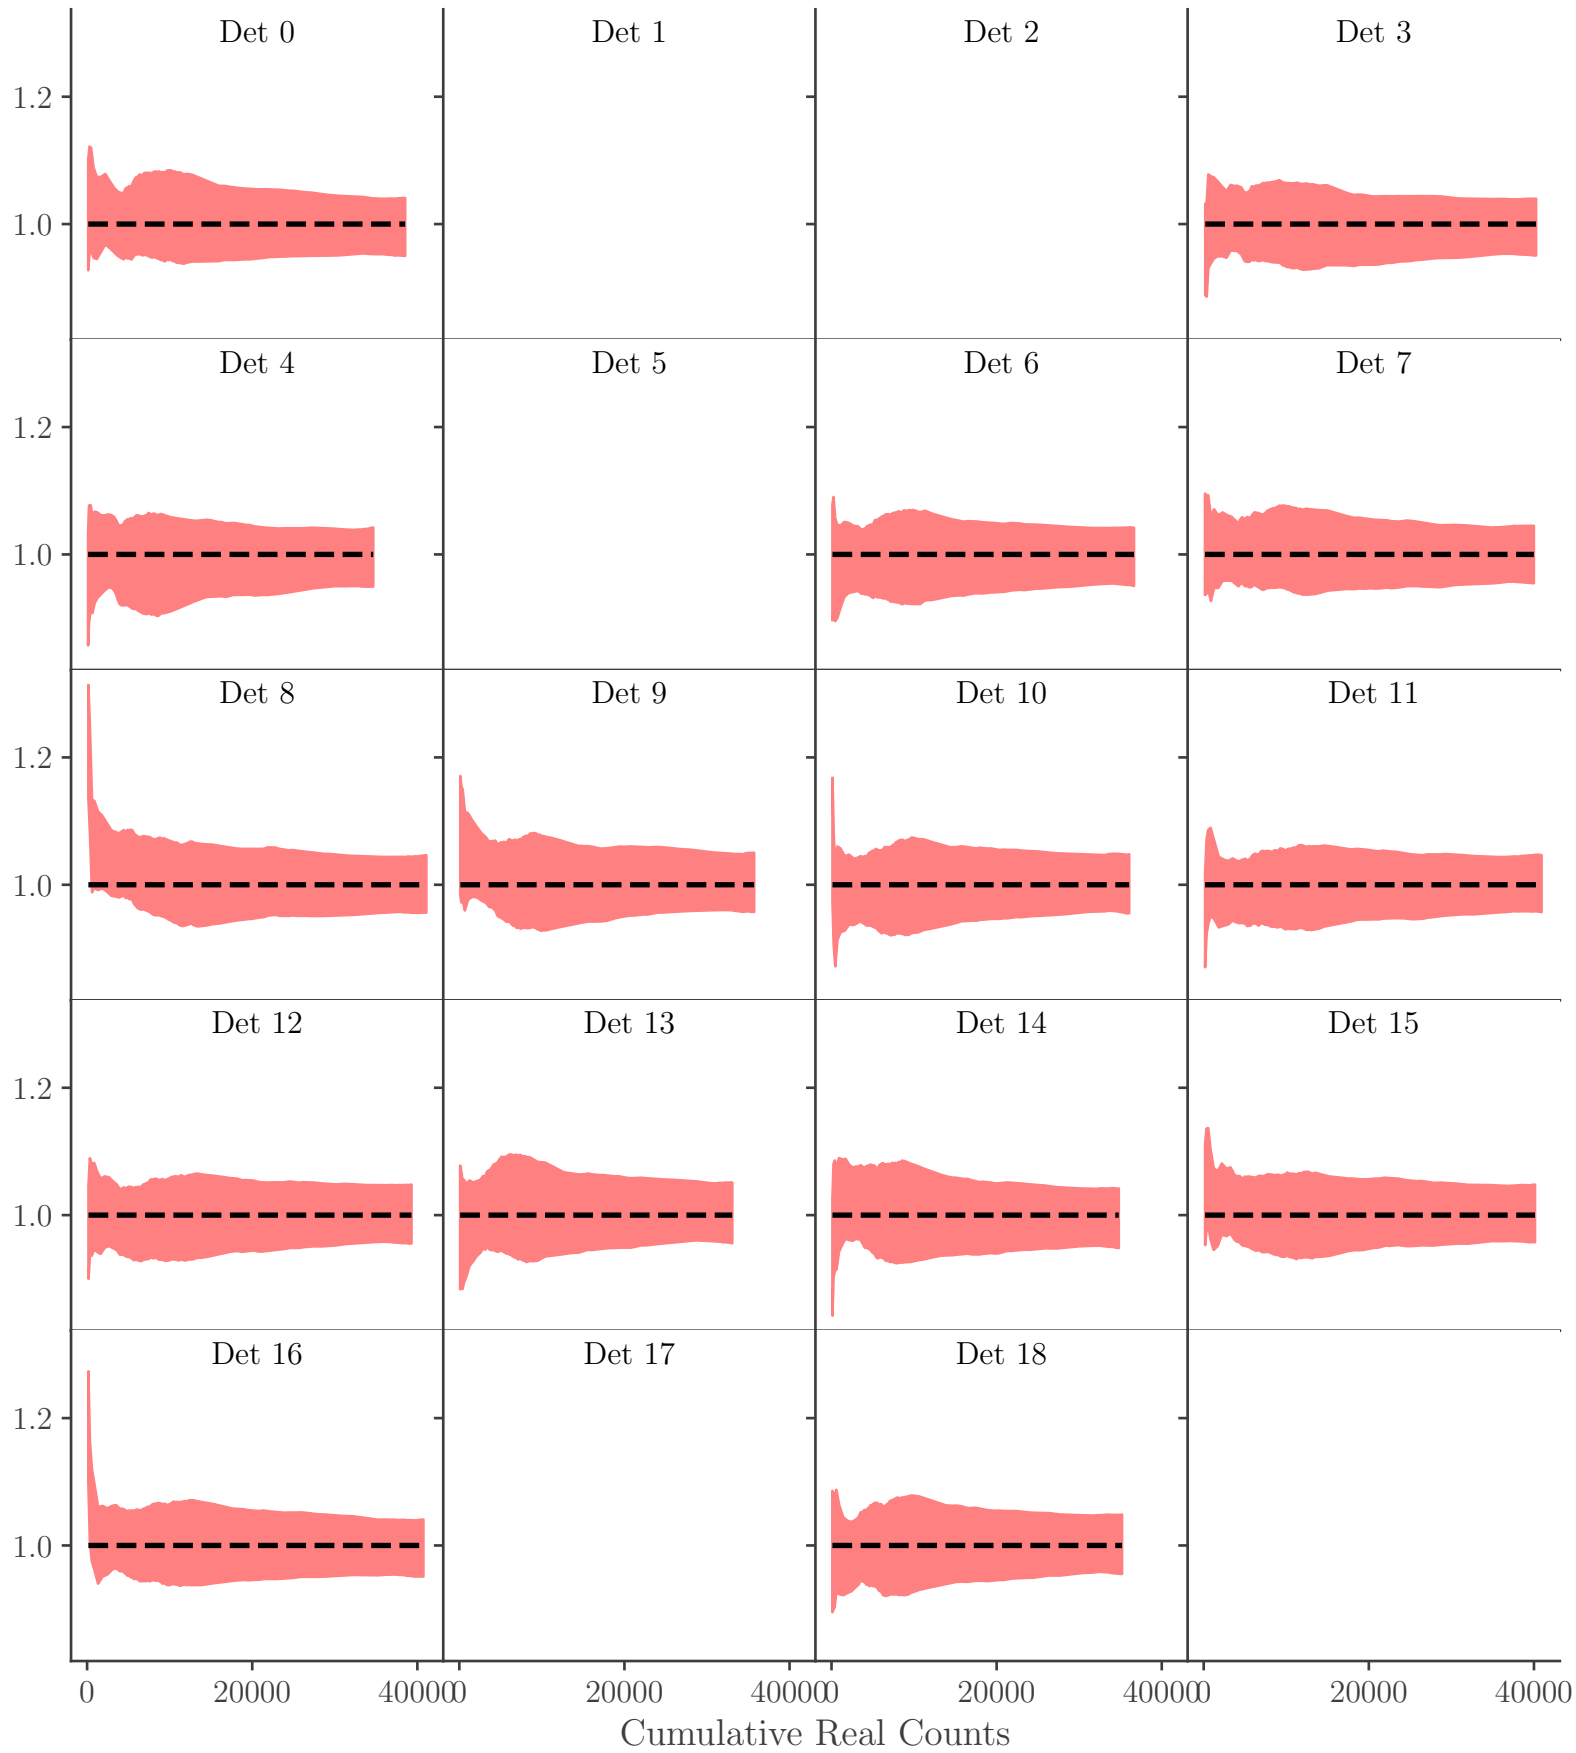 Det 0 Det 1 Det 2 Det 3
1.2
1.0
Det 4 Det 5 Det 6 Det 7
1.2
1.0
Det 8 Det 9 Det 10 Det 11
1.2
1.0
Det 12 Det 13 Det 14 Det 15
1.2
1.0
Det 16 Det 17 Det 18
1.2
1.0
0 20000 40000 0 20000 40000 0 20000 40000 0 20000 40000
Cumulative Real Counts